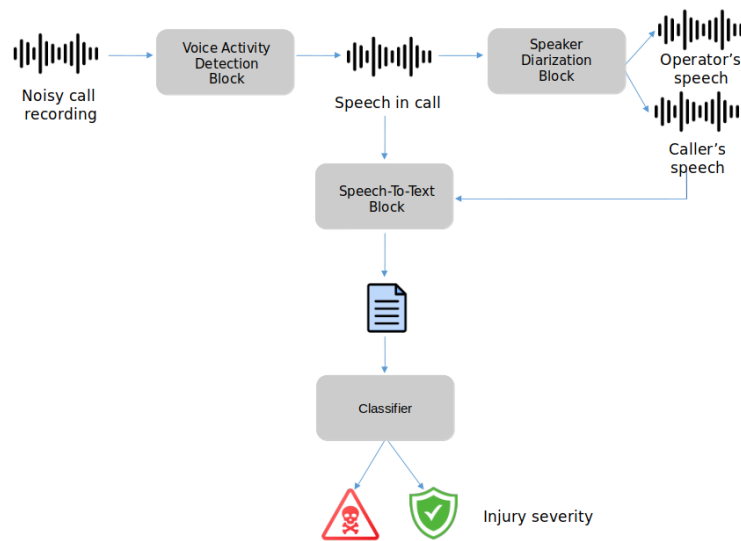 Noisy call
recording
Voice Activity
Detection
Block
Speech in call
Speaker
Diarization
Block
Operator's
speech
Caller's
speech
Speech-To-Text
Block
Classifier
Injury severity